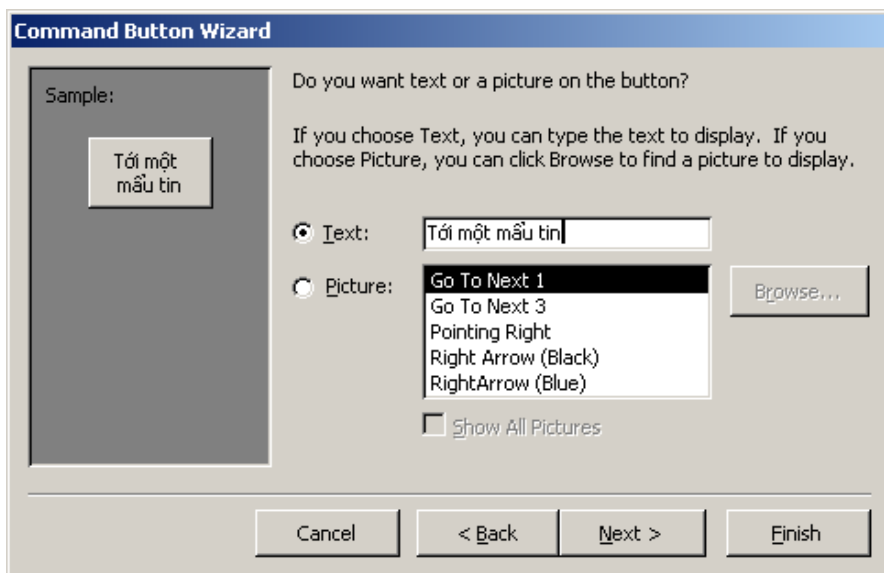 Command Button Wizard
Sample:
Tới một
mẩu tin
Do you want text or a picture on the button?
If you choose Text, you can type the text to display. If you
choose Picture, you can click Browse to find a picture to display.
Text:
Tới một mẩu tin
Picture:
Go To Next 1
Go To Next 3
Pointing Right
Right Arrow (Black)
RightArrow (Blue)
Browse...
Show All Pictures
Cancel
< Back
Next >
Finish